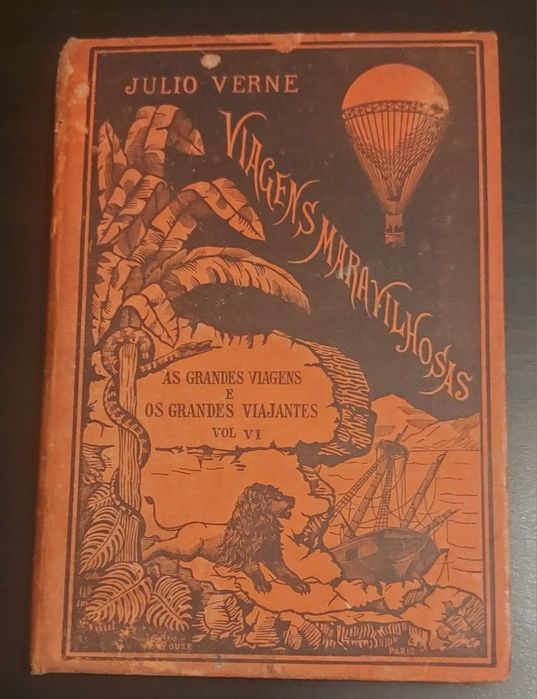 JULIO VERNE
VIAGENS MARAVILHOSAS
AS GRANDES VIAGENS
E
OS GRANDES VIAJANTES
VOL VI
PARIS